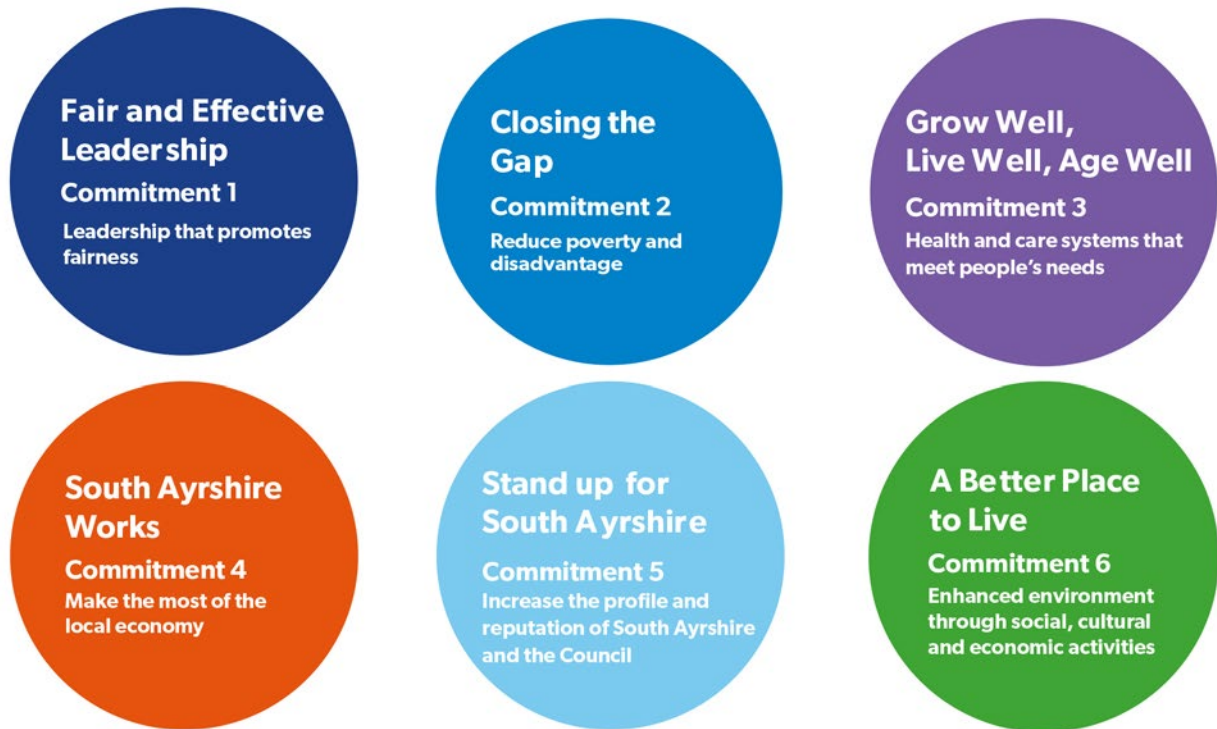 Fair and Effective
Leadership
Commitment 1
Leadership that promotes
fairness
Closing the
Gap
Commitment 2
Reduce poverty and
disadvantage
Grow Well,
Live Well, Age Well
Commitment 3
Health and care systems that
meet people's needs
South Ayrshire
Works
Commitment 4
Make the most of the
local economy
Stand up for
South Ayrshire
Commitment 5
Increase the profile and
reputation of South Ayrshire
and the Council
A Better Place
to Live
Commitment 6
Enhanced environment
through social, cultural
and economic activities